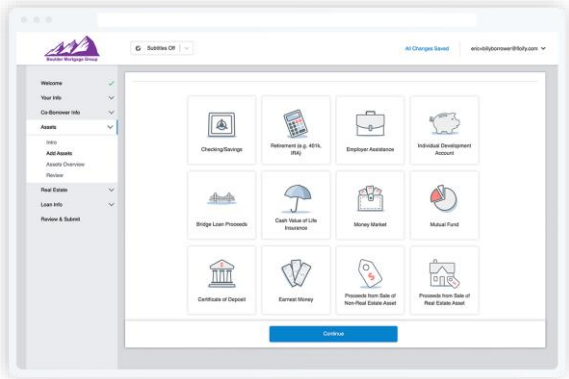 Boulder Mortgage Group
Subtitles Off
All Changes Saved
eric+billyborrower@floify.com
Welcome
Your Info
Co-Borrower Info
Assets
Intro
Add Assets
Assets Overview
Review
Real Estate
Loan Info
Review & Submit
Checking/Savings
Retirement (e.g. 401k,
IRA)
Employer Assistance
Individual Development
Account
Bridge Loan Proceeds
Cash Value of Life
Insurance
Money Market
Mutual Fund
Certificate of Deposit
Earnest Money
Proceeds from Sale of
Non-Real Estate Asset
Proceeds from Sale of
Real Estate Asset
Continue